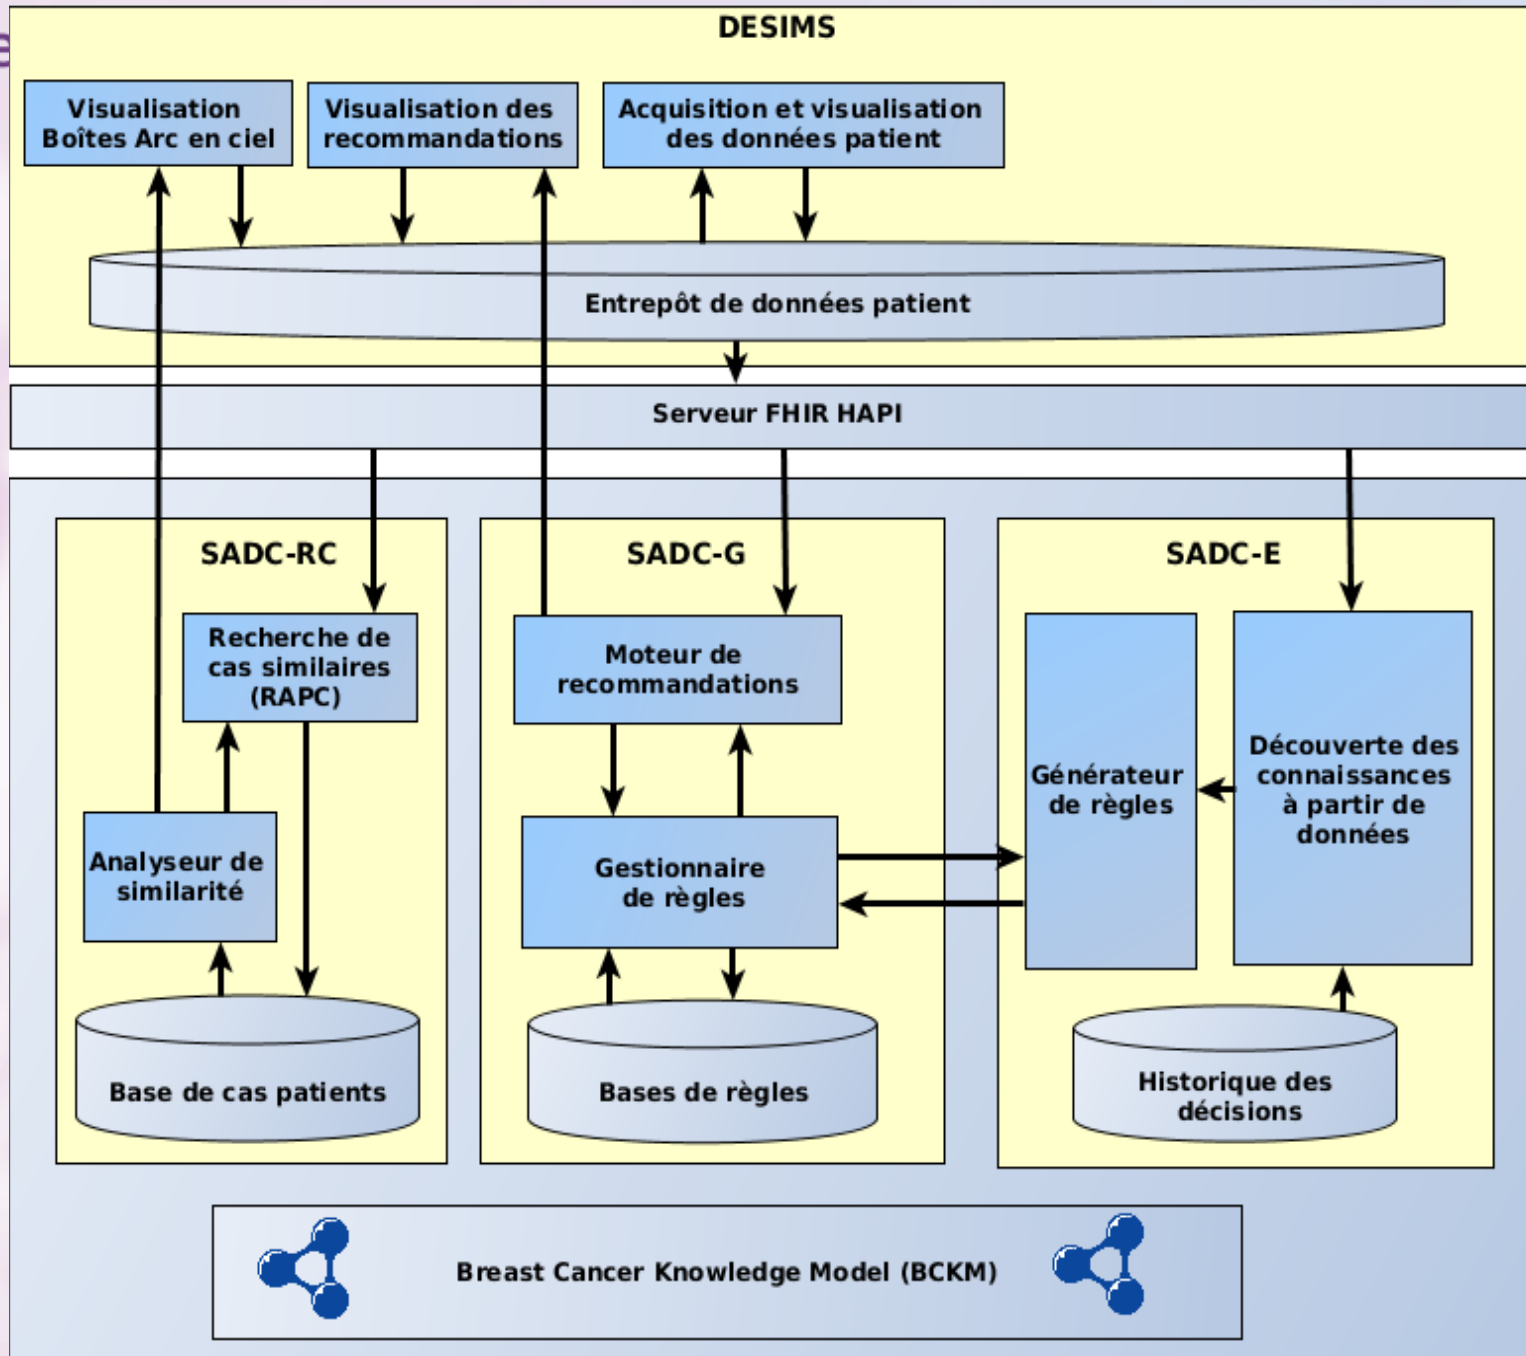 e
DESIMS
Visualisation
Boîtes Arc en ciel
Visualisation des
recommandations
Acquisition et visualisation
des données patient
Entrepôt de données patient
Serveur FHIR HAPI
SADC-RC
Recherche de
cas similaires
(RAPC)
Analyseur de
similarité
Base de cas patients
SADC-G
Moteur de
recommandations
Gestionnaire
de règles
Bases de règles
SADC-E
Générateur
de règles
Découverte des
connaissances
à partir de
données
Historique des
décisions
Breast Cancer Knowledge Model (BCKM)